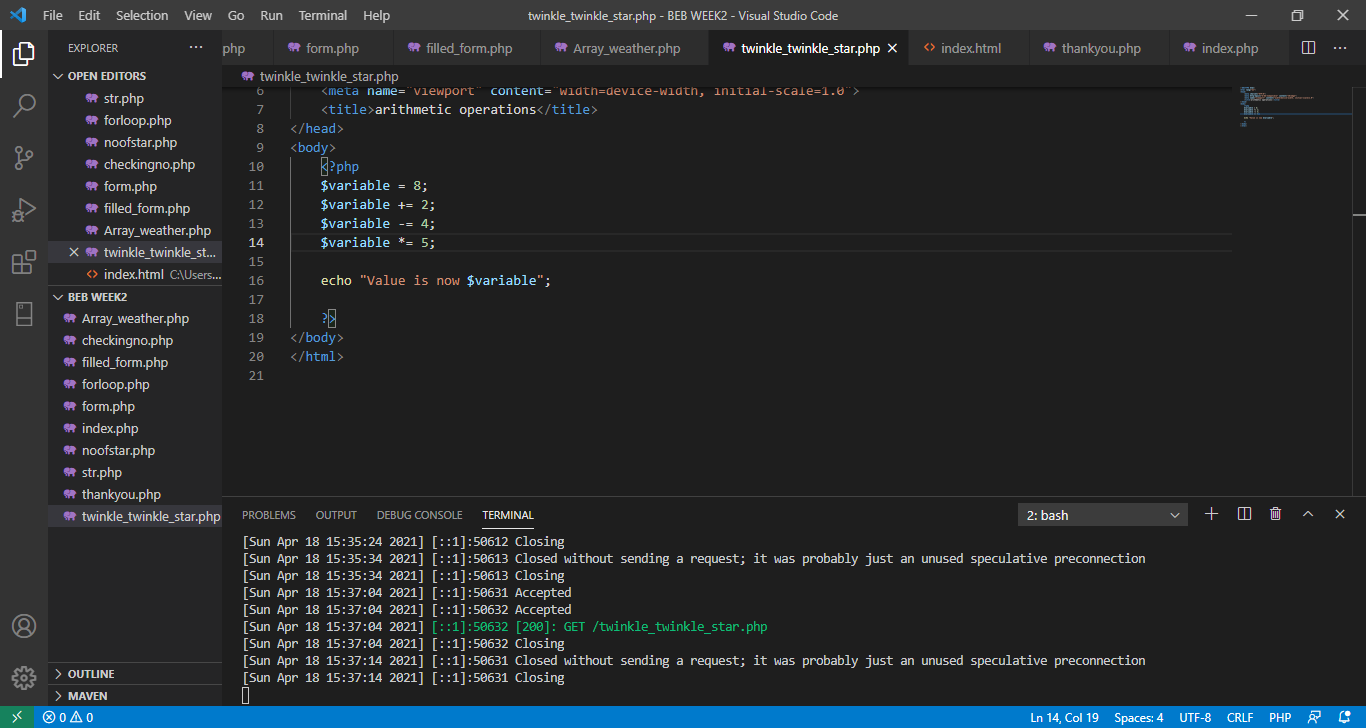 File Edit Selection View Go Run Terminal Help
twinkle_twinkle_star.php - BEB WEEK2 - Visual Studio Code
EXPLORER
php form.php filled_form.php Array_weather.php twinkle_twinkle_star.php index.html thankyou.php index.php
OPEN EDITORS
str.php
forloop.php
noofstar.php
checkingno.php
form.php
filled_form.php
Array_weather.php
twinkle_twinkle_st...
index.html C:\Users...
BEB WEEK2
Array_weather.php
checkingno.php
filled_form.php
forloop.php
form.php
index.php
noofstar.php
str.php
thankyou.php
twinkle_twinkle_star.php
OUTLINE
MAVEN
twinkle_twinkle_star.php
6 <meta name="viewport" content="width=device-width, initial-scale=1.0">
7 <title>arithmetic operations</title>
8 </head>
9 <body>
10 <?php
11 $variable = 8;
12 $variable += 2;
13 $variable -= 4;
14 $variable *= 5;
15
16 echo "Value is now $variable";
17
18 ?>
19 </body>
20 </html>
21
PROBLEMS OUTPUT DEBUG CONSOLE TERMINAL 2: bash
[Sun Apr 18 15:35:24 2021] [::1]:50612 Closing
[Sun Apr 18 15:35:34 2021] [::1]:50613 Closed without sending a request; it was probably just an unused speculative preconnection
[Sun Apr 18 15:35:34 2021] [::1]:50613 Closing
[Sun Apr 18 15:37:04 2021] [::1]:50631 Accepted
[Sun Apr 18 15:37:04 2021] [::1]:50632 Accepted
[Sun Apr 18 15:37:04 2021] [::1]:50632 [200]: GET /twinkle_twinkle_star.php
[Sun Apr 18 15:37:04 2021] [::1]:50632 Closing
[Sun Apr 18 15:37:14 2021] [::1]:50631 Closed without sending a request; it was probably just an unused speculative preconnection
[Sun Apr 18 15:37:14 2021] [::1]:50631 Closing
0 0 Ln 14, Col 19 Spaces: 4 UTF-8 CRLF PHP